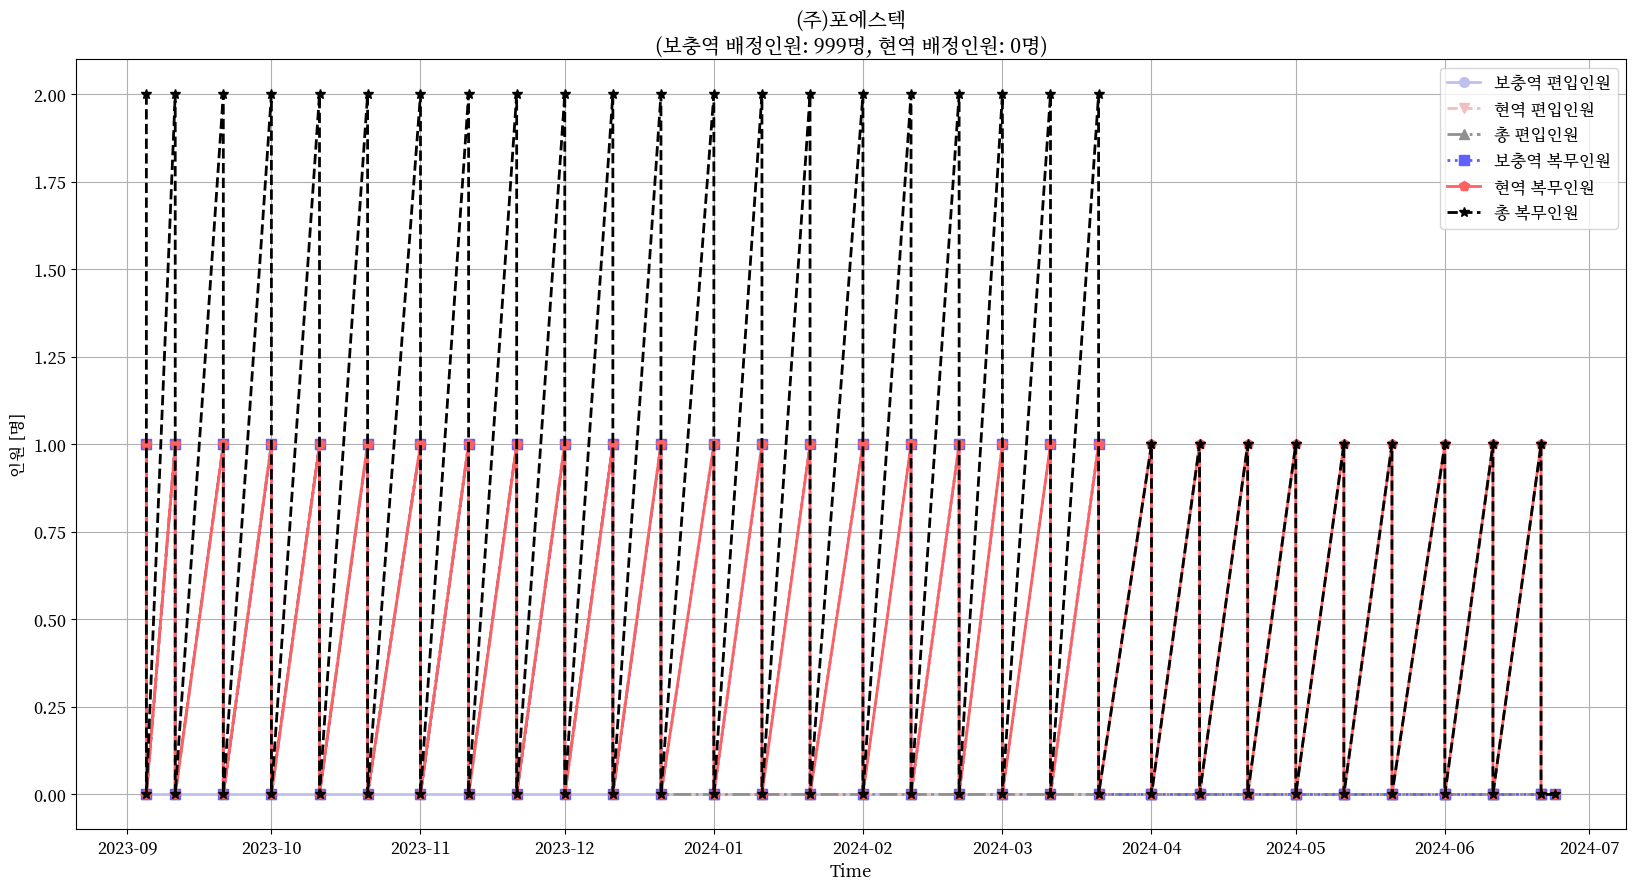 (주)포에스텍
(보충역 배정인원: 999명, 현역 배정인원: 0명)
보충역 편입인원
현역 편입인원
총 편입인원
보충역 복무인원
현역 복무인원
총 복무인원
2.00
1.75
1.50
1.25
1.00
0.75
0.50
0.25
0.00
인원 [명]
2023-09 2023-10 2023-11 2023-12 2024-01 2024-02 2024-03 2024-04 2024-05 2024-06 2024-07
Time